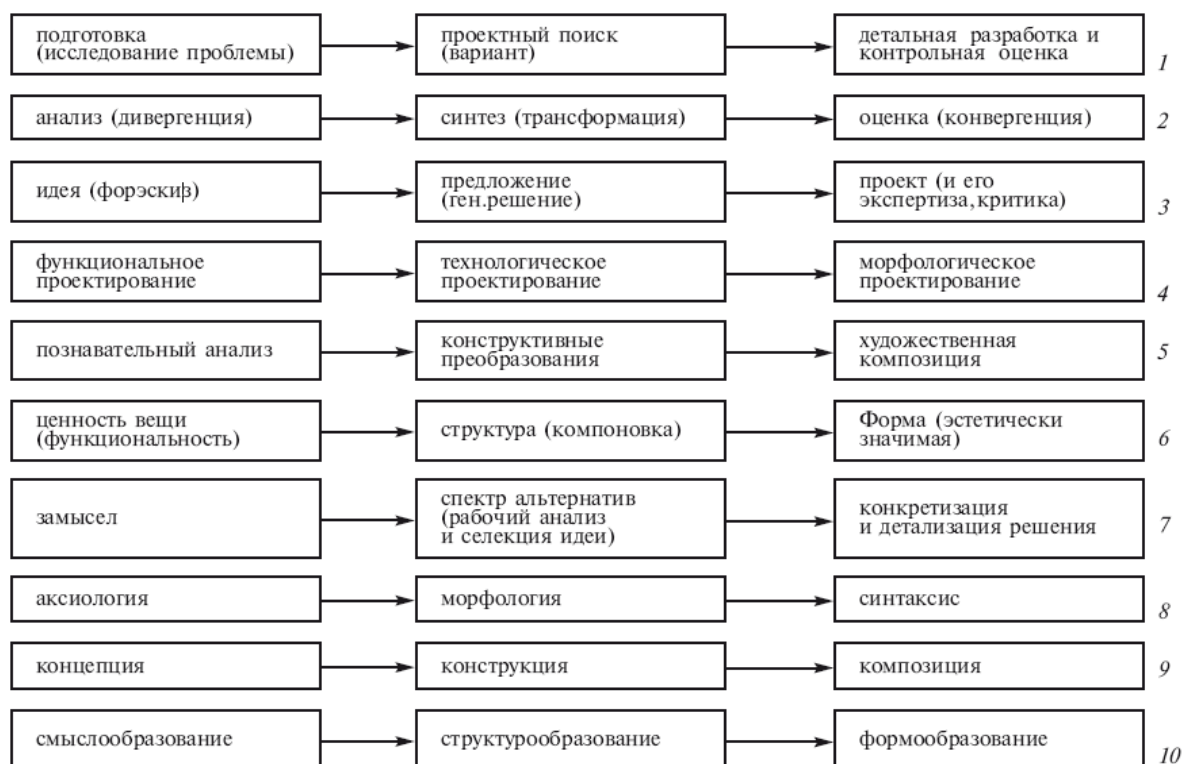 подготовка
(исследование проблемы)
проектный поиск
(вариант)
детальная разработка и
контрольная оценка
1
анализ (дивергенция)
синтез (трансформация)
оценка (конвергенция)
2
идея (форэскиз)
предложение
(ген.решение)
проект (и его
экспертиза,критика)
3
функциональное
проектирование
технологическое
проектирование
морфологическое
проектирование
4
познавательный анализ
конструктивные
преобразования
художественная
композиция
5
ценность вещи
(функциональность)
структура (компоновка)
Форма (эстетически
значимая)
6
замысел
спектр альтернатив
(рабочий анализ
и селекция идеи)
конкретизация
и детализация решения
7
аксиология
морфология
синтаксис
8
концепция
конструкция
композиция
9
смыслообразование
структурообразование
формообразование
10